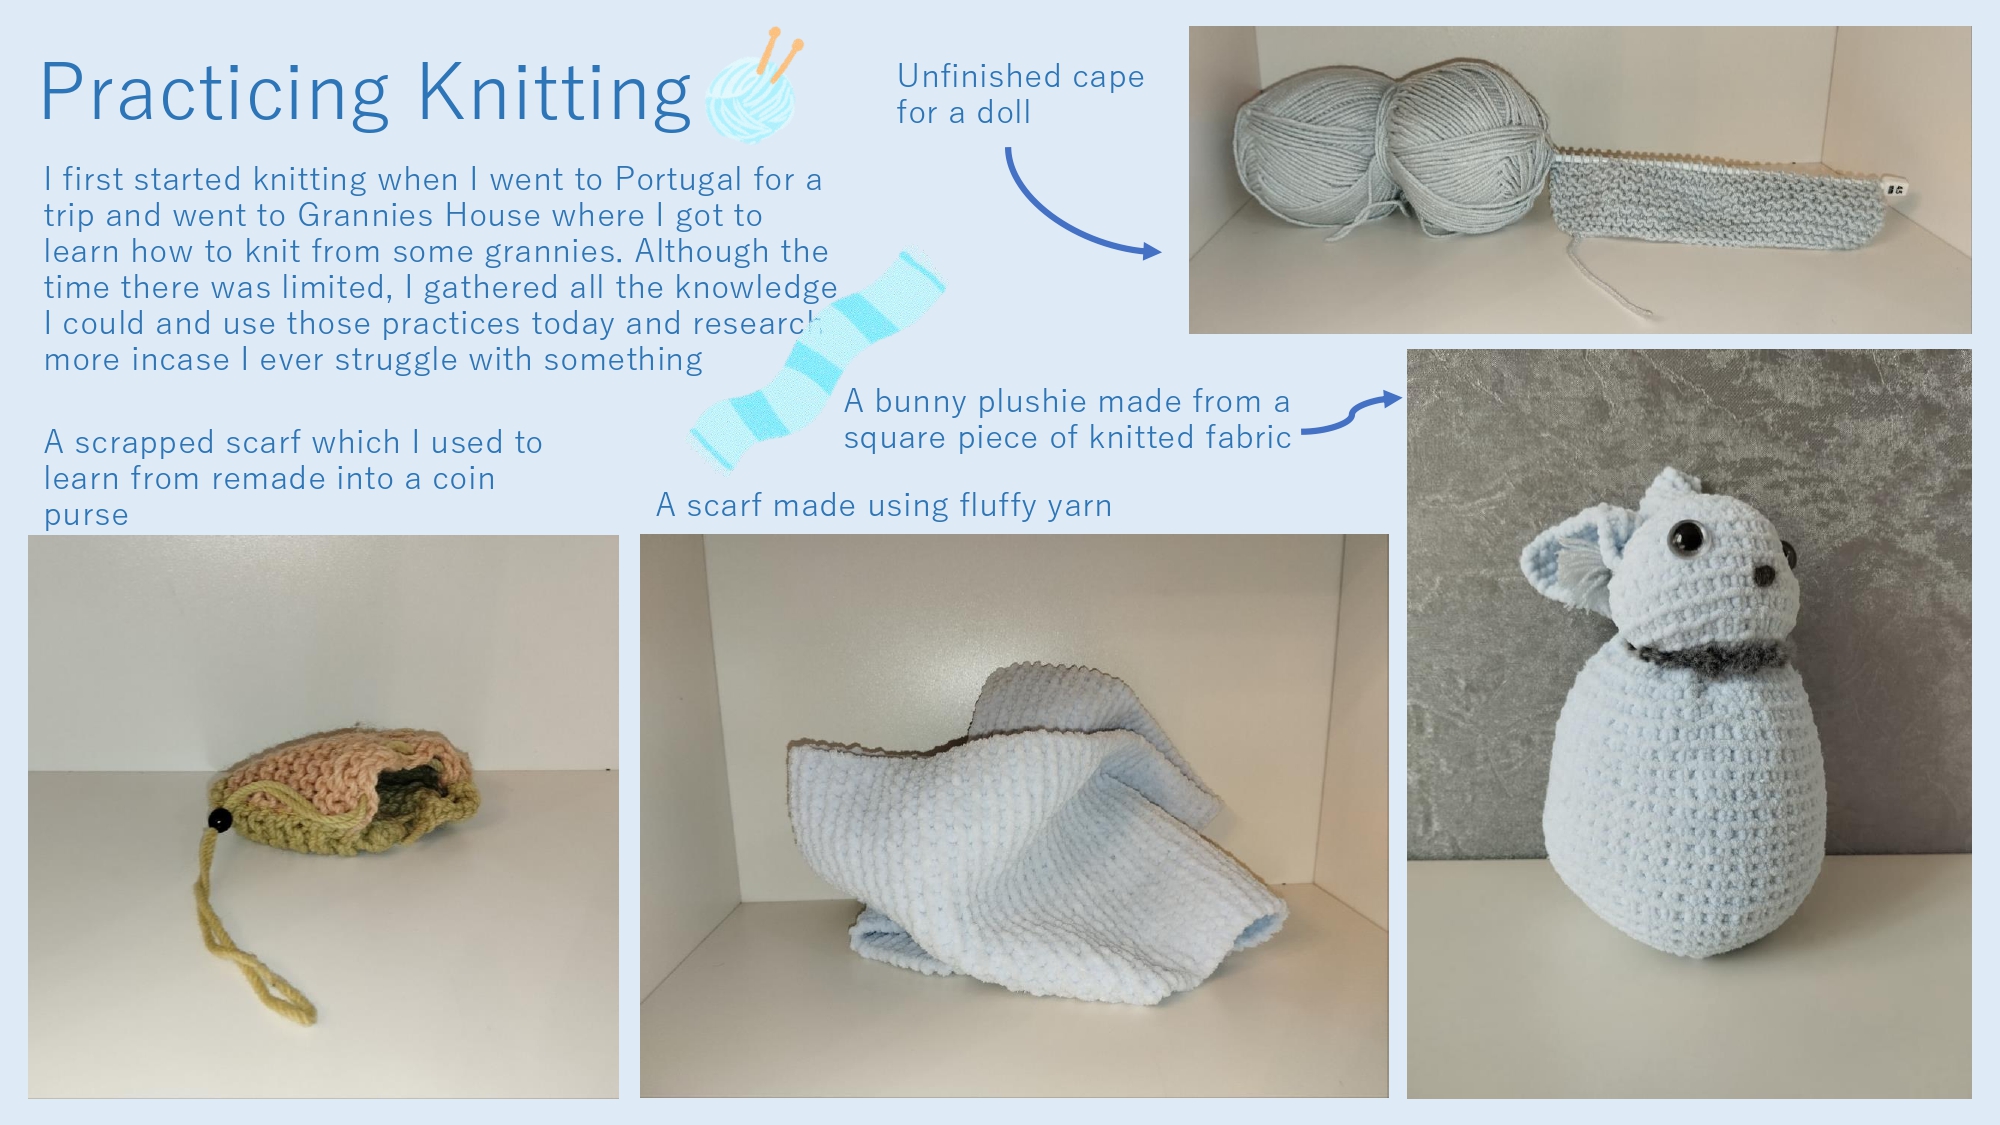 Practicing Knitting
I first started knitting when I went to Portugal for a
trip and went to Grannies House where I got to
learn how to knit from some grannies. Although the
time there was limited, I gathered all the knowledge
I could and use those practices today and research
more incase I ever struggle with something
Unfinished cape
for a doll
A bunny plushie made from a
square piece of knitted fabric
A scrapped scarf which I used to
learn from remade into a coin
purse
A scarf made using fluffy yarn